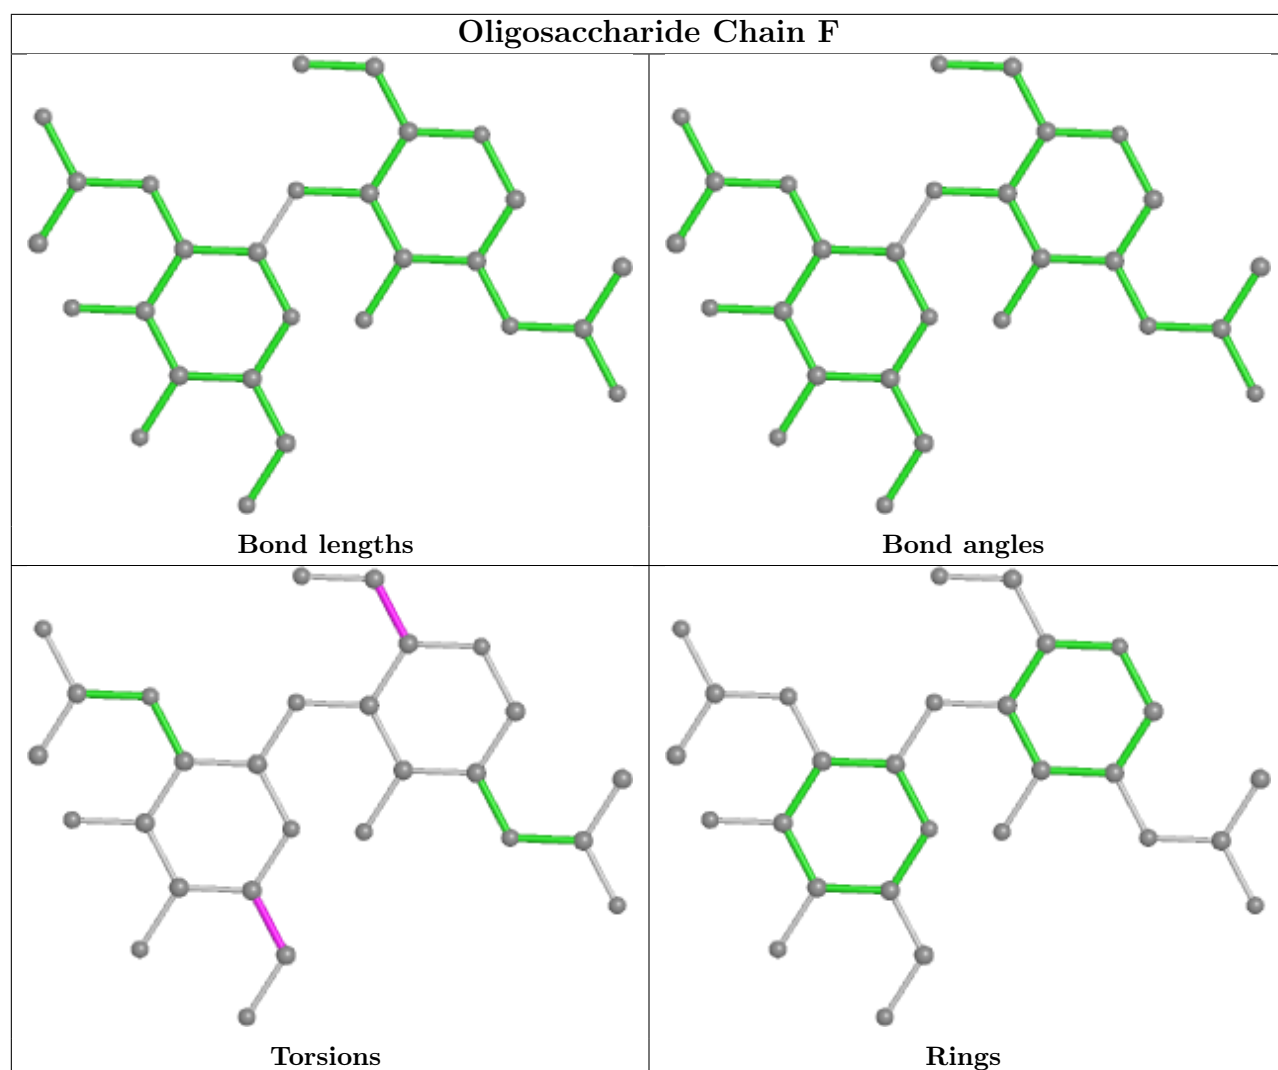 Oligosaccharide Chain F
Bond lengths
Bond angles
Torsions
Rings